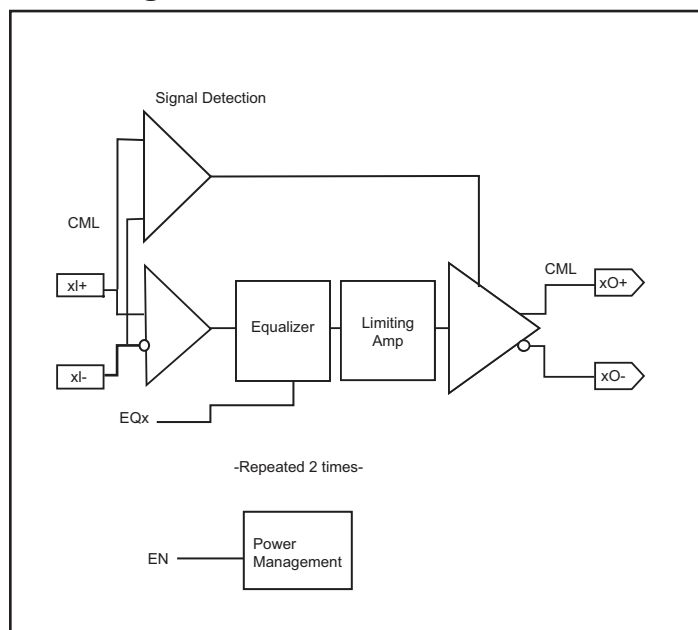 Signal Detection
CML
xI+
xI-
Equalizer
Limiting
Amp
CML
xO+
xO-
EQx
-Repeated 2 times-
EN
Power
Management